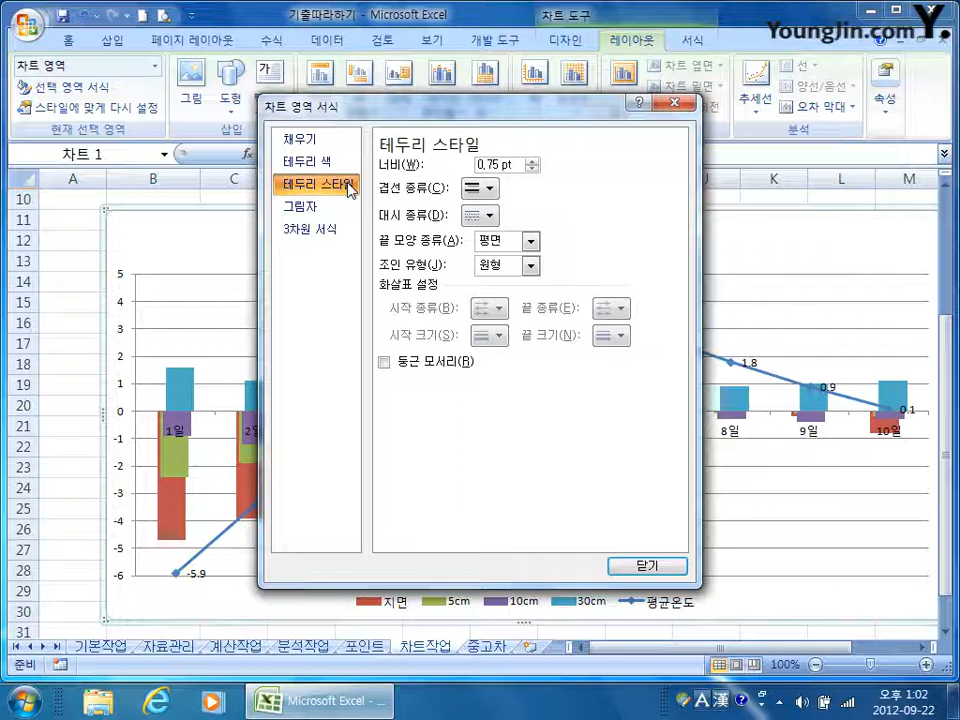 기출따라하기 - Microsoft Excel
차트 도구
YoungJin.com Y.
홈 삽입 페이지 레이아웃 수식 데이터 검토 보기 개발 도구 디자인 레이아웃 서식
차트 영역
선택 영역 서식
스타일에 맞게 다시 설정
현재 선택 영역
그림 도형
가
삽입
차트 옆면
추세선
선
양선/음선
오차 막대
분석
속성
차트 1
fx
차트 영역 서식
채우기
테두리 색
테두리 스타일
그림자
3차원 서식
테두리 스타일
너비(W): 0.75 pt
겹선 종류(C):
대시 종류(D):
끝 모양 종류(A): 평면
조인 유형(J): 원형
화살표 설정
시작 종류(B): 끝 종류(E):
시작 크기(S): 끝 크기(N):
둥근 모서리(R)
닫기
A B C K L M
10
11
12
13
14
15
16
17
18
19
20
21
22
23
24
25
26
27
28
29
30
31
5
4
3
2
1
0
-1
-2
-3
-4
-5
-6
1.8
0.9
0.1
-5.9
1일 8일 9일 10일
지면 5cm 10cm 30cm 평균온도
기본작업 자료관리 계산작업 분석작업 포인트 차트작업 중고차
준비
100%
Microsoft Excel - ...
A 漢
오후 1:02
2012-09-22